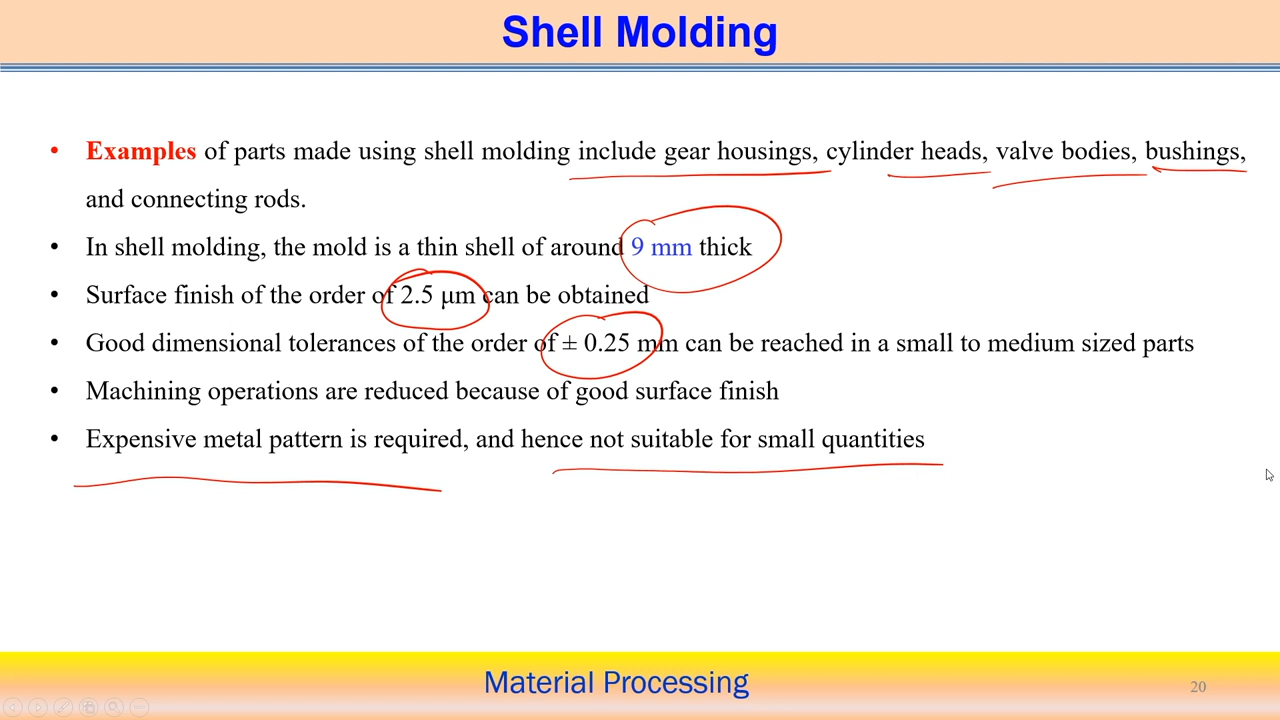 Shell Molding
• Examples of parts made using shell molding include gear housings, cylinder heads, valve bodies, bushings,
and connecting rods.
• In shell molding, the mold is a thin shell of around 9 mm thick
• Surface finish of the order of 2.5 μm can be obtained
• Good dimensional tolerances of the order of ± 0.25 mm can be reached in a small to medium sized parts
• Machining operations are reduced because of good surface finish
• Expensive metal pattern is required, and hence not suitable for small quantities
Material Processing
20